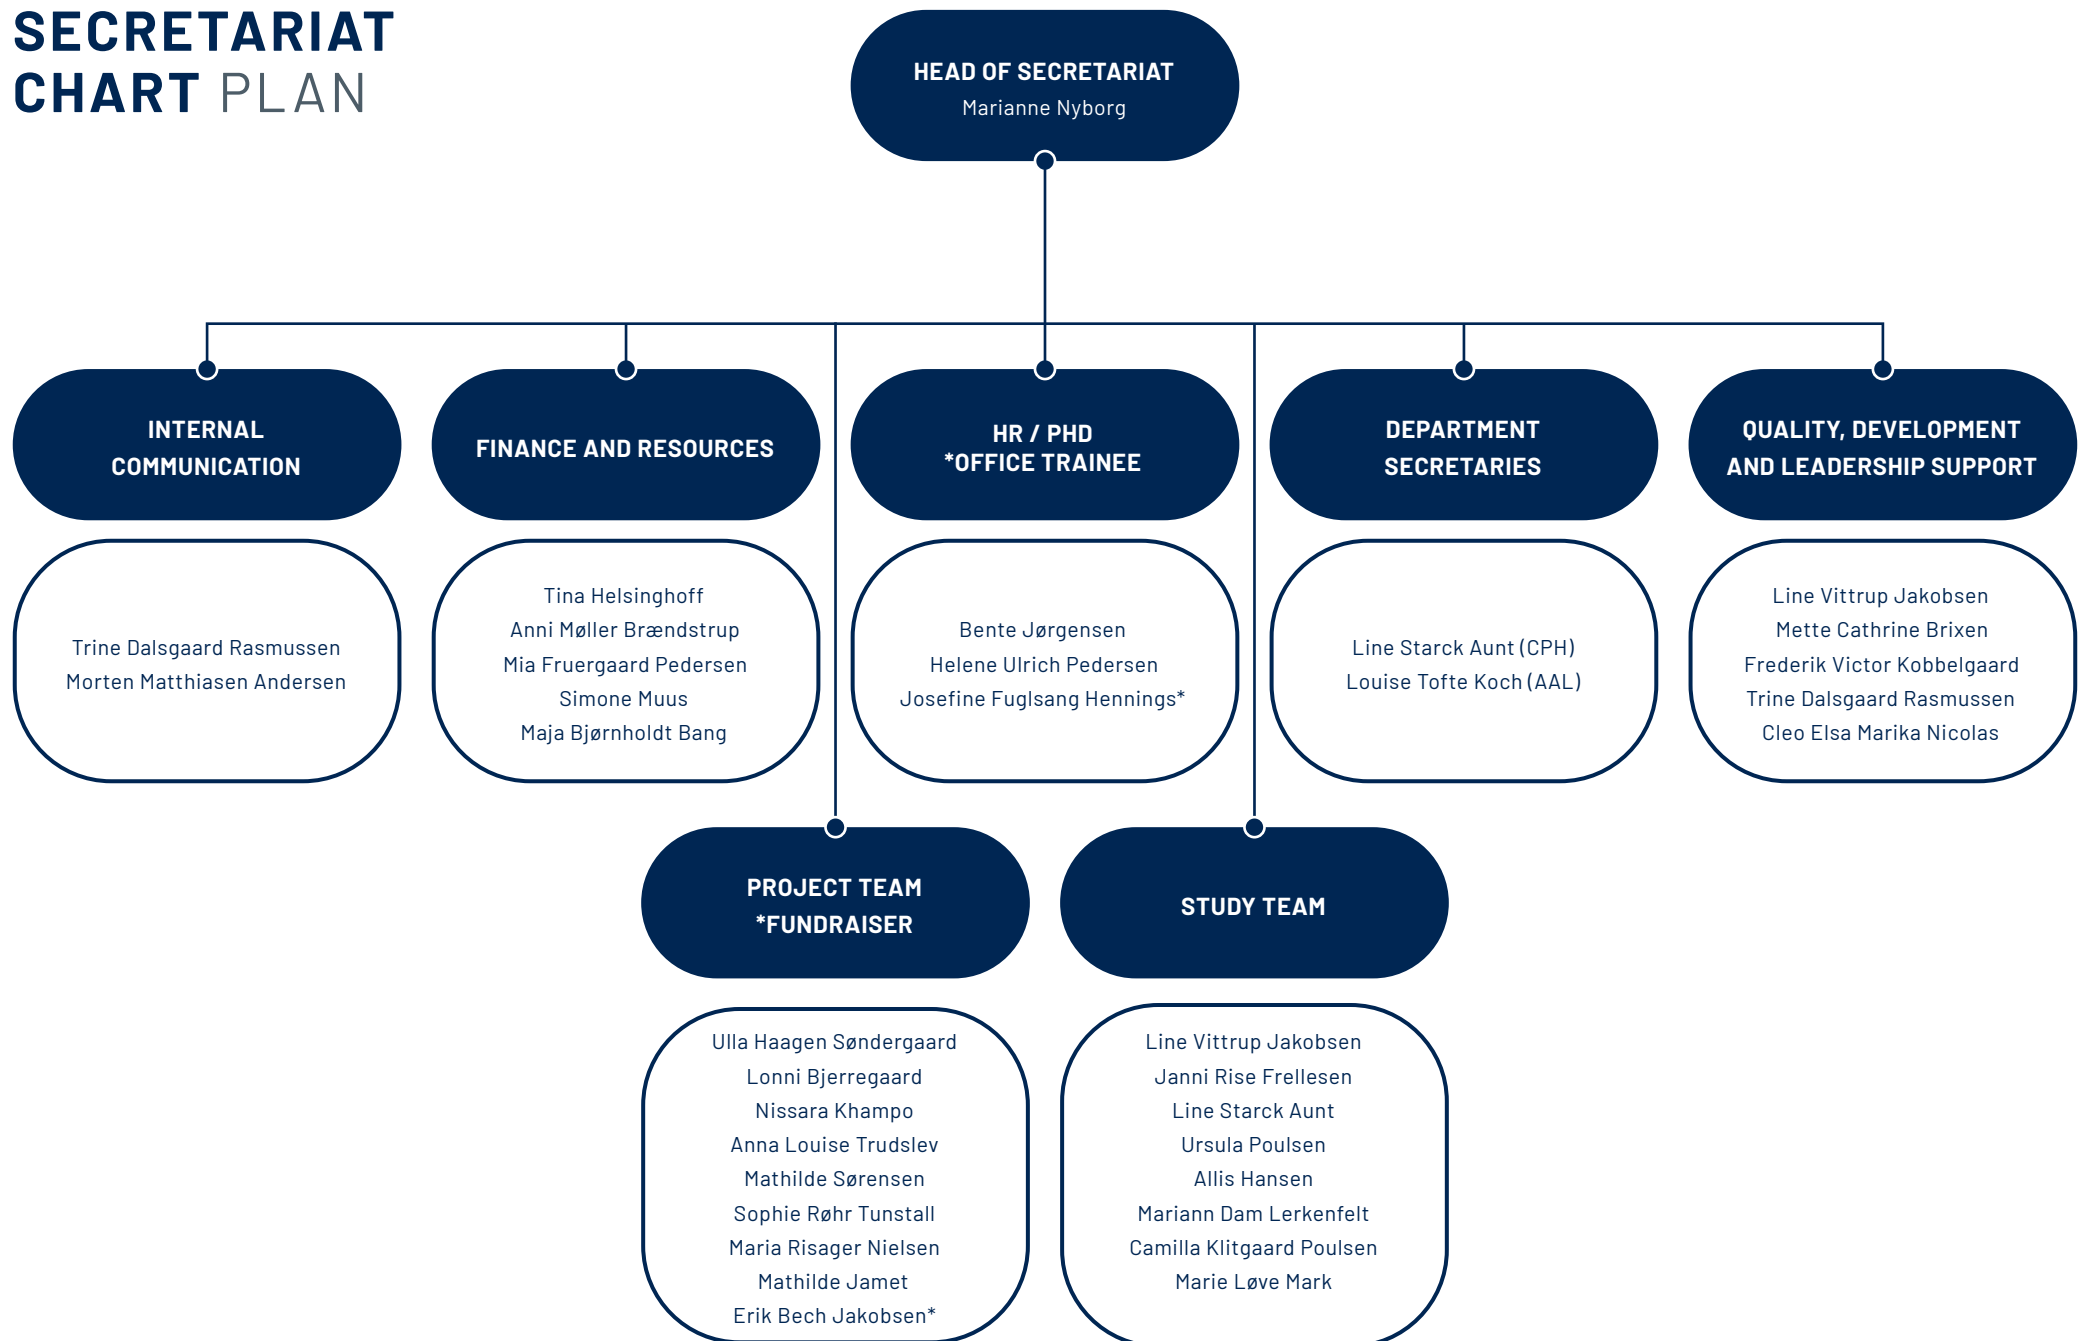 SECRETARIAT
CHART PLAN
HEAD OF SECRETARIAT
Marianne Nyborg
INTERNAL
COMMUNICATION
Trine Dalsgaard Rasmussen
Morten Matthiasen Andersen
FINANCE AND RESOURCES
Tina Helsinghoff
Anni Møller Brændstrup
Mia Fruergaard Pedersen
Simone Muus
Maja Bjørnholdt Bang
HR / PHD
*OFFICE TRAINEE
Bente Jørgensen
Helene Ulrich Pedersen
Josefine Fuglsang Hennings*
DEPARTMENT
SECRETARIES
Line Starck Aunt (CPH)
Louise Tofte Koch (AAL)
QUALITY, DEVELOPMENT
AND LEADERSHIP SUPPORT
Line Vittrup Jakobsen
Mette Cathrine Brixen
Frederik Victor Kobbelgaard
Trine Dalsgaard Rasmussen
Cleo Elsa Marika Nicolas
PROJECT TEAM
*FUNDRAISER
Ulla Haagen Søndergaard
Lonni Bjerregaard
Nissara Khampo
Anna Louise Trudslev
Mathilde Sørensen
Sophie Røhr Tunstall
Maria Risager Nielsen
Mathilde Jamet
Erik Bech Jakobsen*
STUDY TEAM
Line Vittrup Jakobsen
Janni Rise Frellesen
Line Starck Aunt
Ursula Poulsen
Allis Hansen
Mariann Dam Lerkenfelt
Camilla Klitgaard Poulsen
Marie Løve Mark